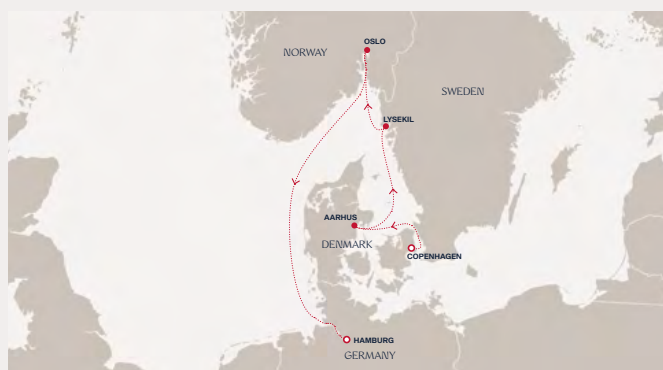 OSLO
NORWAY
SWEDEN
LYSEKIL
AARHUS
DENMARK
COPENHAGEN
HAMBURG
GERMANY